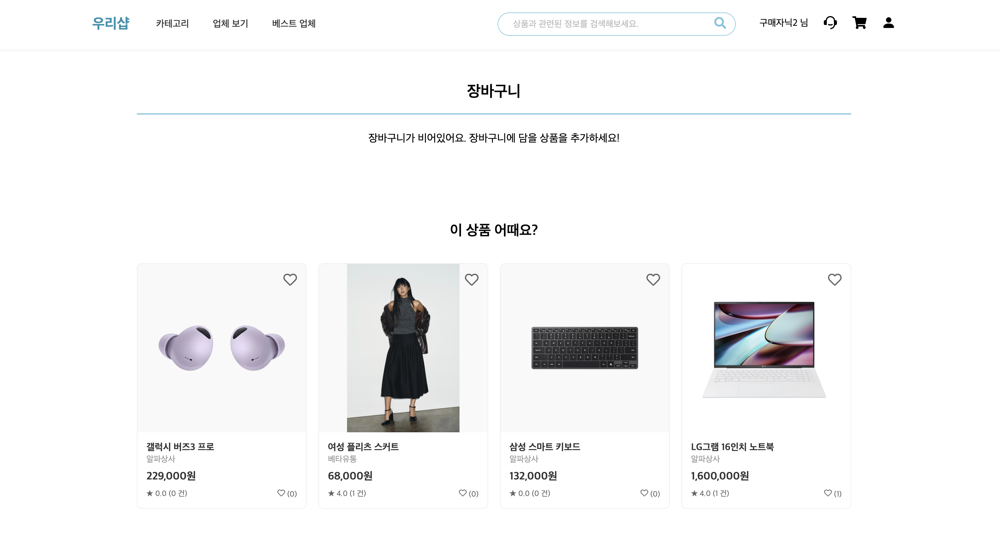 우리샵 카테고리 업체 보기 베스트 업체 상품과 관련된 정보를 검색해보세요. 구매자닉2 님
장바구니
장바구니가 비어있어요. 장바구니에 담을 상품을 추가하세요!
이 상품 어때요?
갤럭시 버즈3 프로
알파상사
229,000원
★ 0.0 (0 건) (0)
여성 플리츠 스커트
베타유통
68,000원
★ 4.0 (1 건) (0)
삼성 스마트 키보드
알파상사
132,000원
★ 0.0 (0 건) (0)
LG그램 16인치 노트북
알파상사
1,600,000원
★ 4.0 (1 건) (1)